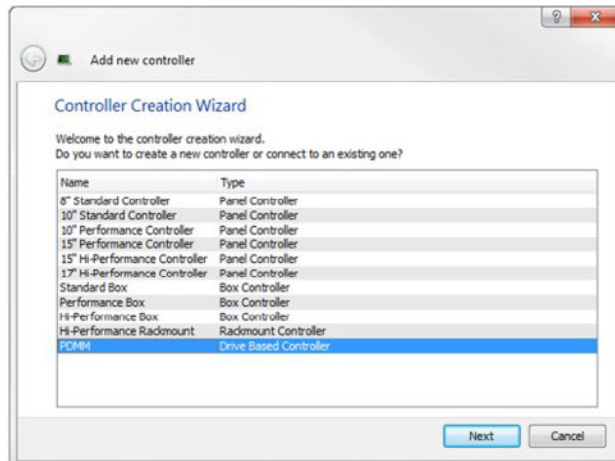 Add new controller
Controller Creation Wizard
Welcome to the controller creation wizard.
Do you want to create a new controller or connect to an existing one?
Name Type
8" Standard Controller Panel Controller
10" Standard Controller Panel Controller
10" Performance Controller Panel Controller
15" Performance Controller Panel Controller
15" Hi-Performance Controller Panel Controller
17" Hi-Performance Controller Panel Controller
Standard Box Box Controller
Performance Box Box Controller
Hi-Performance Box Box Controller
Hi-Performance Rackmount Rackmount Controller
PDMM Drive Based Controller
Next Cancel